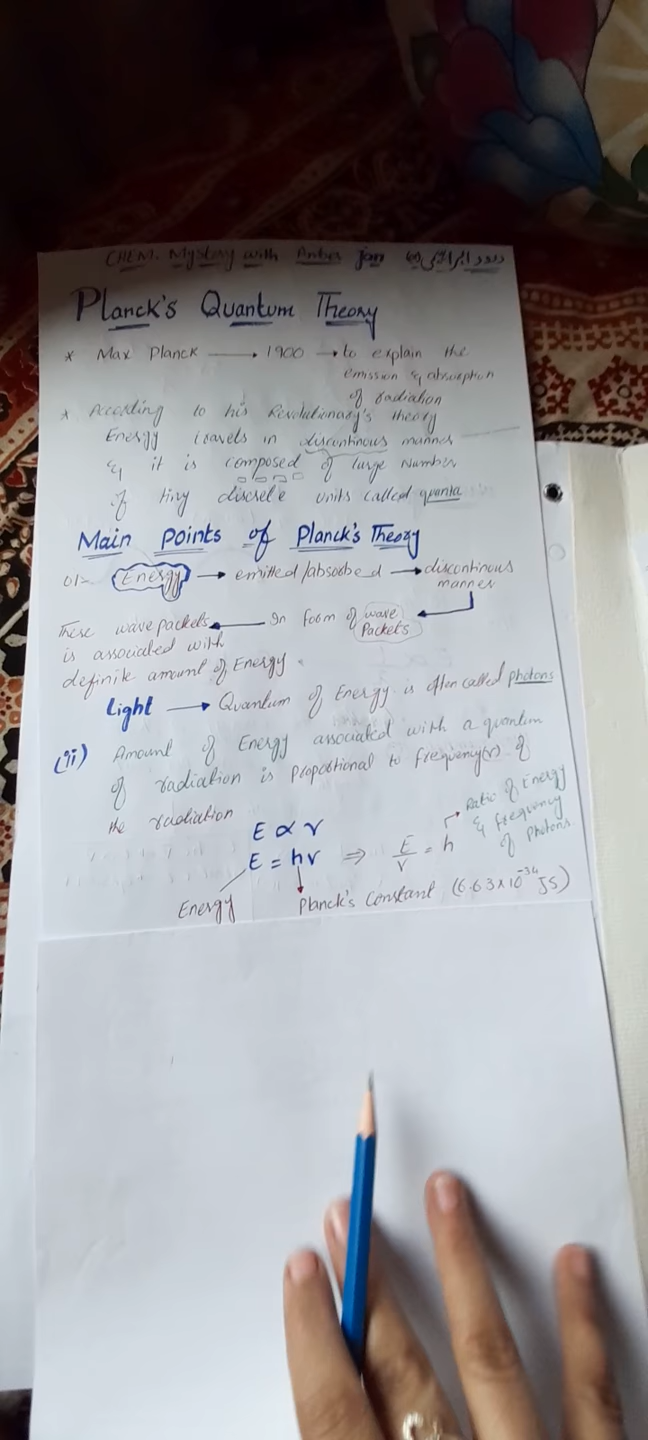 CHEM. Mystery with Amber Jan
Planck's Quantum Theory
* Max Planck → 1900 → to explain the
emission & absorption
of radiation
* According to his Revolutionary's theory
Energy travels in discontinous manner
& it is composed of large Number
of tiny discrete units called quanta
Main Points of Planck's Theory
01- Energy → emitted/absorbed → discontinous
manner
These wave packets ← In form of wave
Packets
is associated with
definite amount of Energy.
Light → Quantum of Energy is often called photons
(ii) Amount of Energy associated with a quantum
of radiation is proportional to frequency(ν) of
the radiation
Ratio of Energy
& frequency
of Photons
E ∝ ν
E = hν ⇒ E/ν = h
Energy Planck's Constant (6.63x10⁻³⁴ JS)